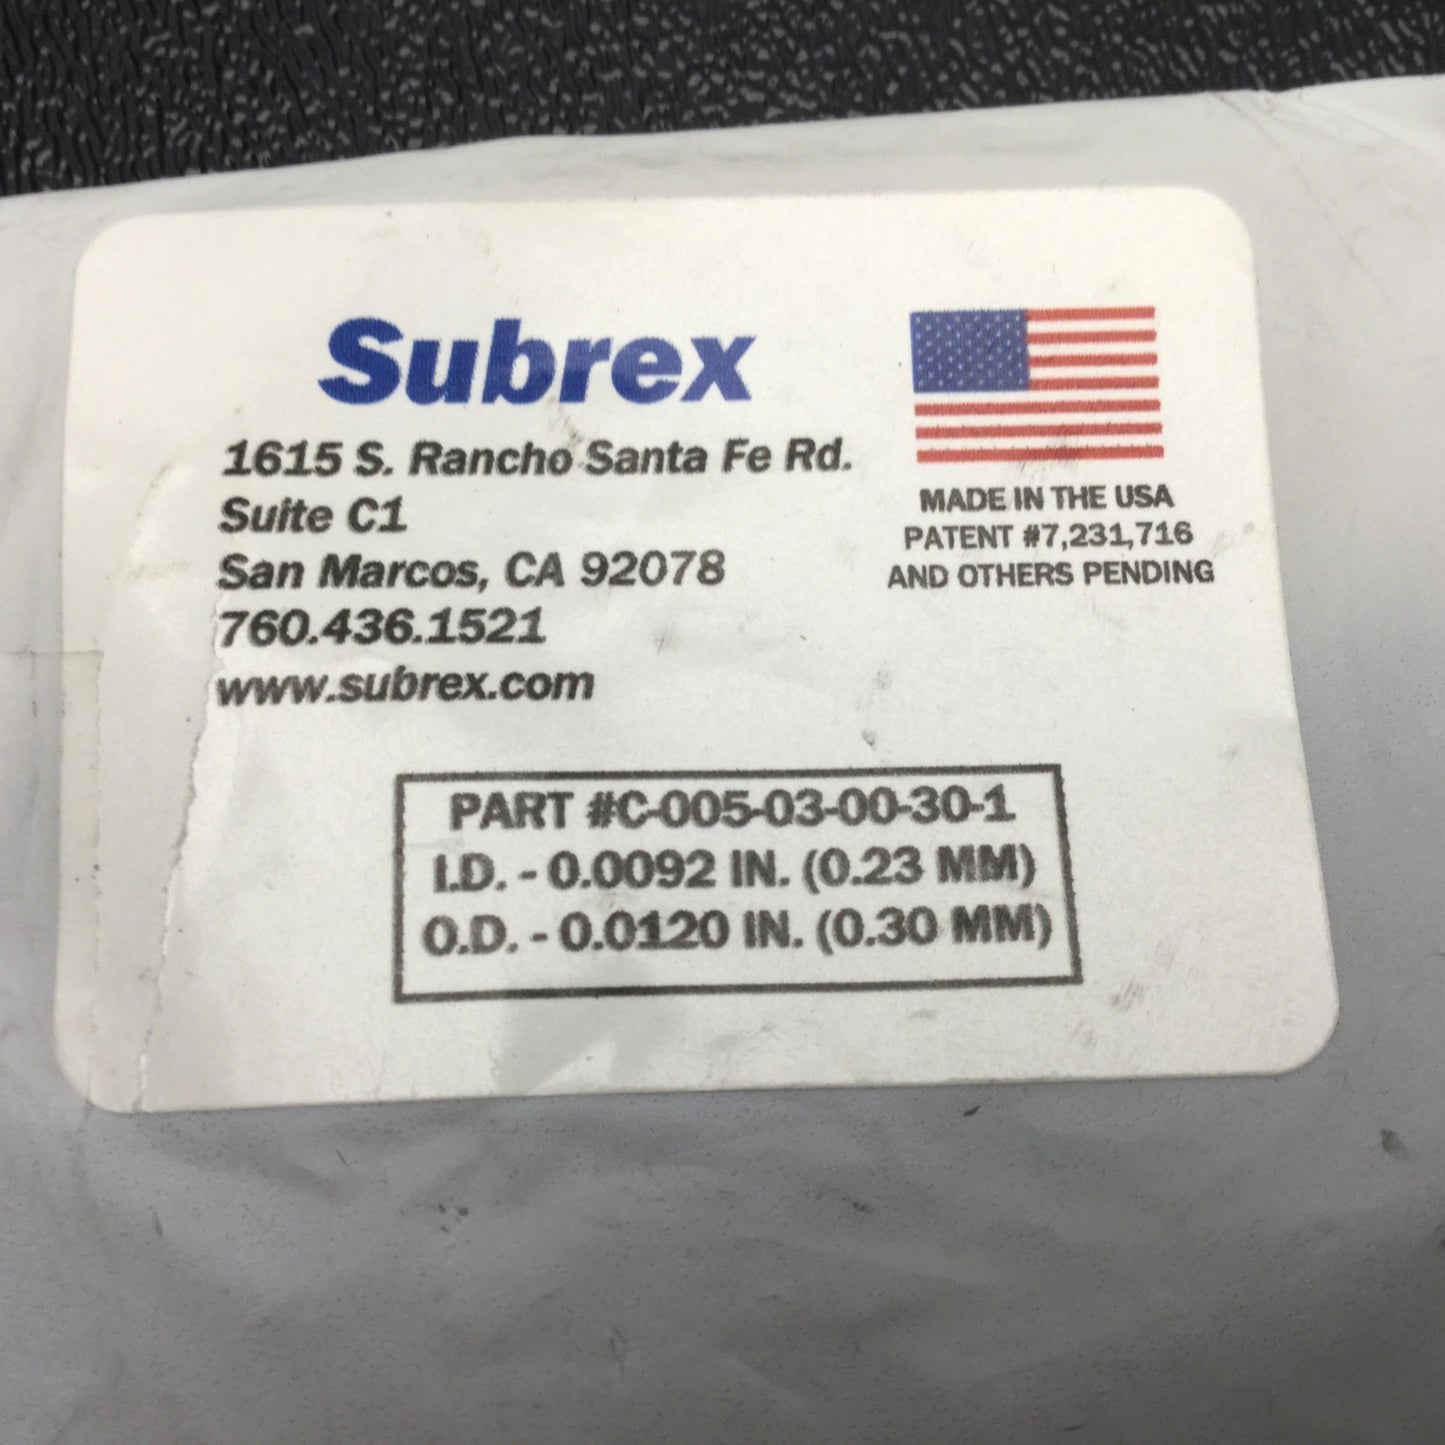 Subrex
1615 S. Rancho Santa Fe Rd.
Suite C1
San Marcos, CA 92078
760.436.1521
www.subrex.com
MADE IN THE USA
PATENT #7,231,716
AND OTHERS PENDING
PART #C-005-03-00-30-1
I.D. - 0.0092 IN. (0.23 MM)
O.D. - 0.0120 IN. (0.30 MM)